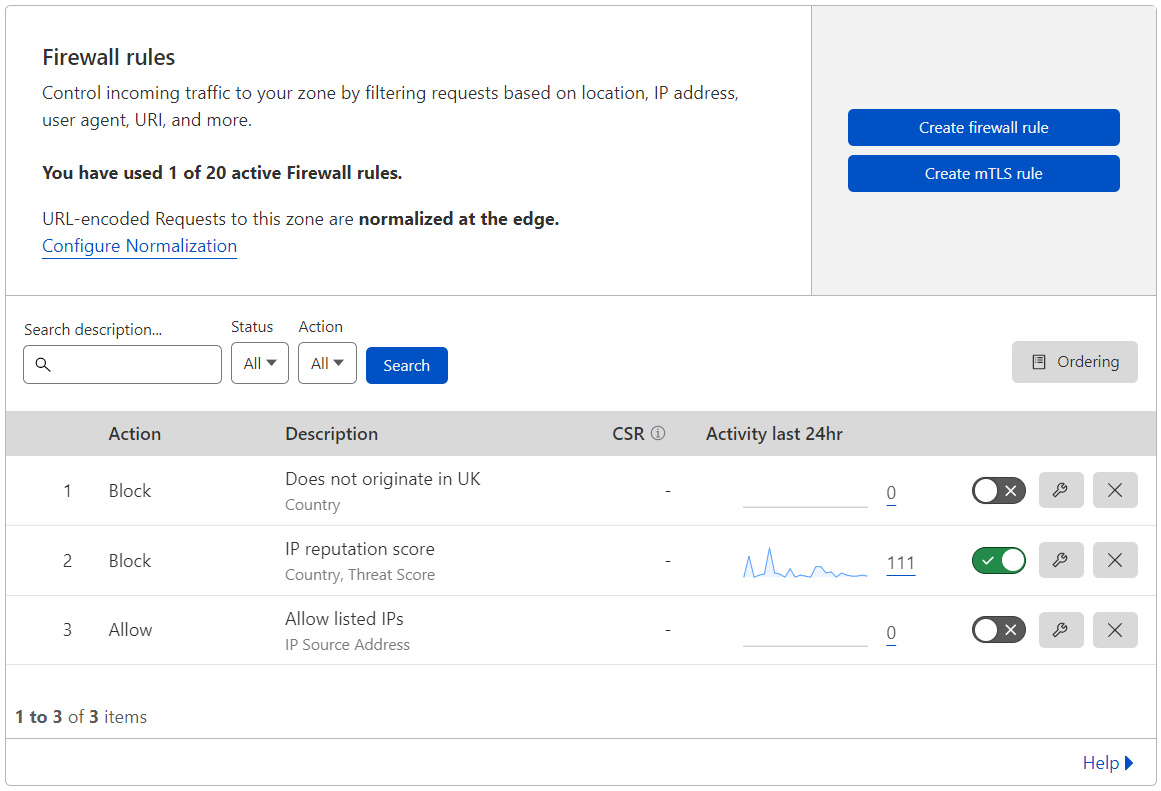 Firewall rules
Control incoming traffic to your zone by filtering requests based on location, IP address,
user agent, URI, and more.
You have used 1 of 20 active Firewall rules.
URL-encoded Requests to this zone are normalized at the edge.
Configure Normalization
Create firewall rule
Create mTLS rule
Search description...
Status
Action
All
All
Search
Ordering
Action Description CSR Activity last 24hr
1 Block Does not originate in UK - 0
Country
2 Block IP reputation score - 111
Country, Threat Score
3 Allow Allow listed IPs - 0
IP Source Address
1 to 3 of 3 items
Help